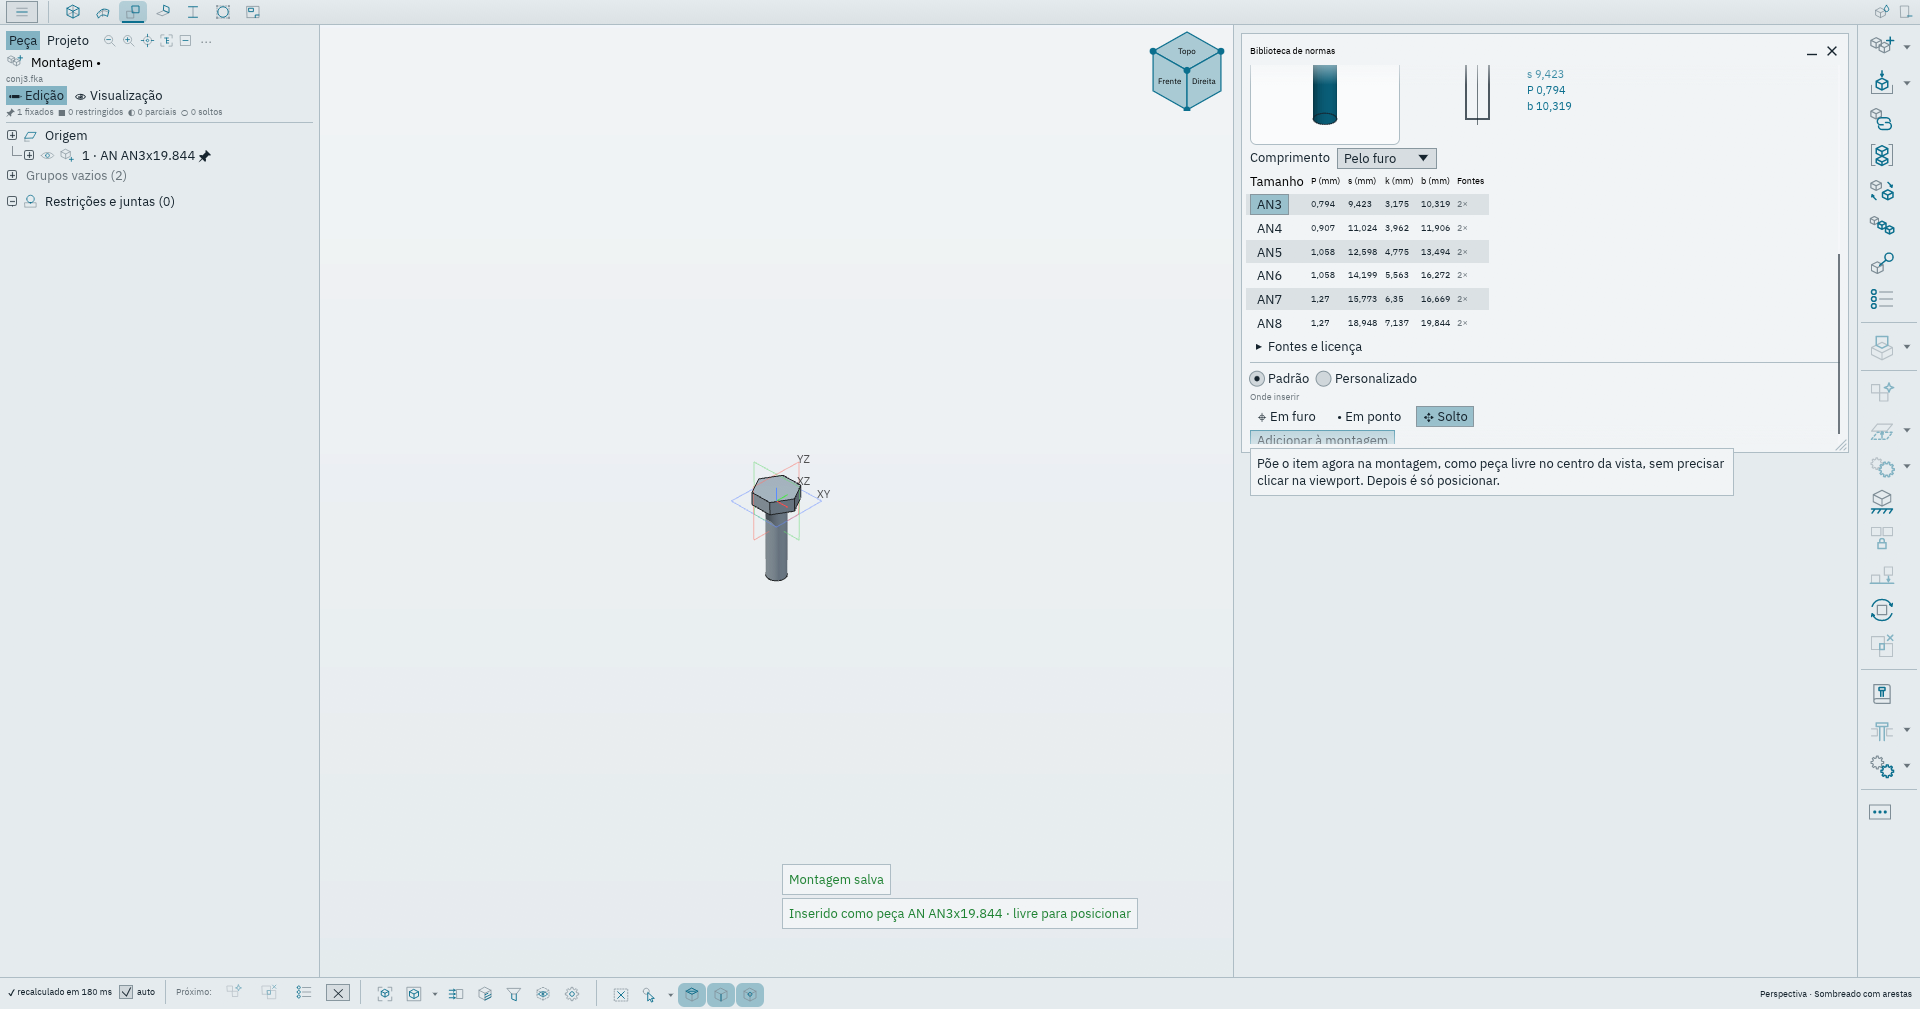 Peça Projeto ...
Montagem •
conj3.fka
Edição Visualização
1 fixados 0 restringidos 0 parciais 0 soltos
Origem
1 · AN AN3x19.844
Grupos vazios (2)
Restrições e juntas (0)
Topo
Frente Direita
YZ
XZ
XY
Montagem salva
Inserido como peça AN AN3x19.844 · livre para posicionar
Biblioteca de normas
s 9,423
P 0,794
b 10,319
Comprimento Pelo furo
Tamanho P (mm) s (mm) k (mm) b (mm) Fontes
AN3 0,794 9,423 3,175 10,319 2×
AN4 0,907 11,024 3,962 11,906 2×
AN5 1,058 12,598 4,775 13,494 2×
AN6 1,058 14,199 5,563 16,272 2×
AN7 1,27 15,773 6,35 16,669 2×
AN8 1,27 18,948 7,137 19,844 2×
Fontes e licença
Padrão Personalizado
Onde inserir
Em furo Em ponto Solto
Adicionar à montagem
Põe o item agora na montagem, como peça livre no centro da vista, sem precisar
clicar na viewport. Depois é só posicionar.
recalculado em 180 ms auto Próximo:
Perspectiva · Sombreado com arestas